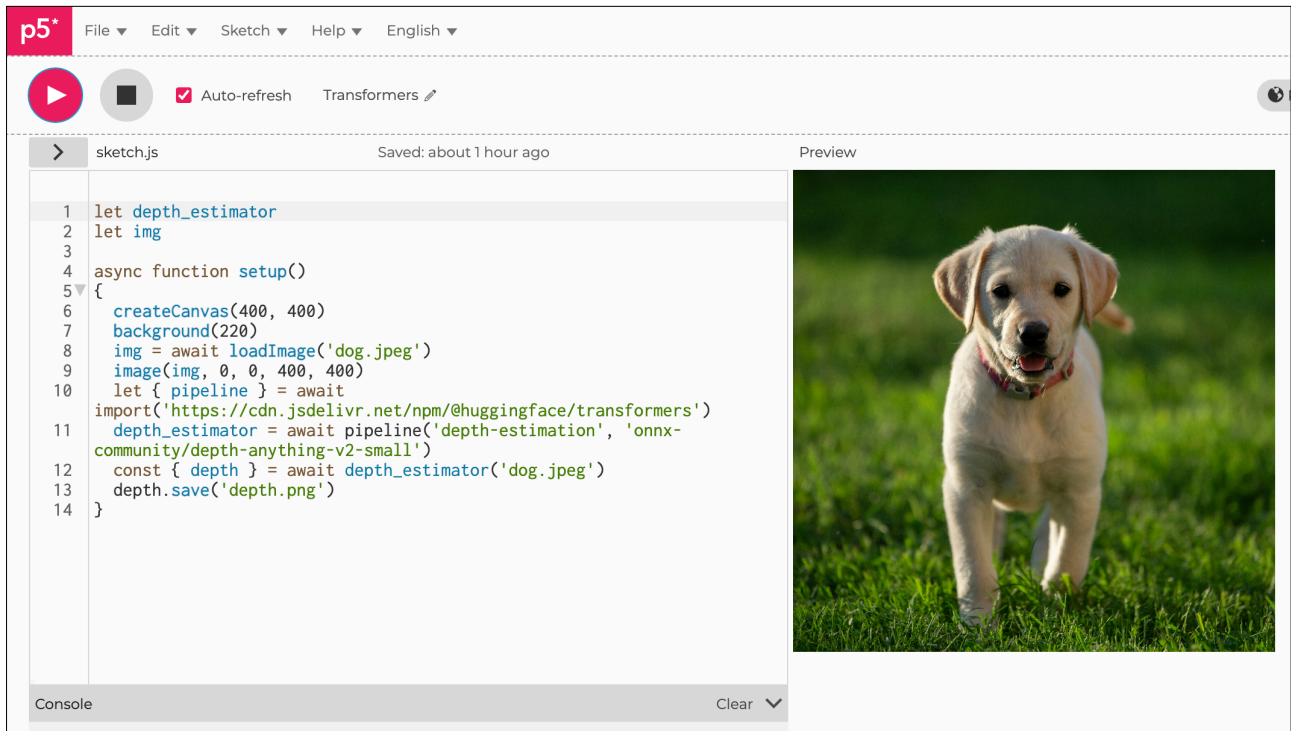 p5*
File Edit Sketch Help English
Auto-refresh Transformers
sketch.js Saved: about 1 hour ago Preview
1 let depth_estimator
2 let img
3
4 async function setup()
5 {
6 createCanvas(400, 400)
7 background(220)
8 img = await loadImage('dog.jpeg')
9 image(img, 0, 0, 400, 400)
10 let { pipeline } = await
import('https://cdn.jsdelivr.net/npm/@huggingface/transformers')
11 depth_estimator = await pipeline('depth-estimation', 'onnx-
community/depth-anything-v2-small')
12 const { depth } = await depth_estimator('dog.jpeg')
13 depth.save('depth.png')
14 }
Console Clear